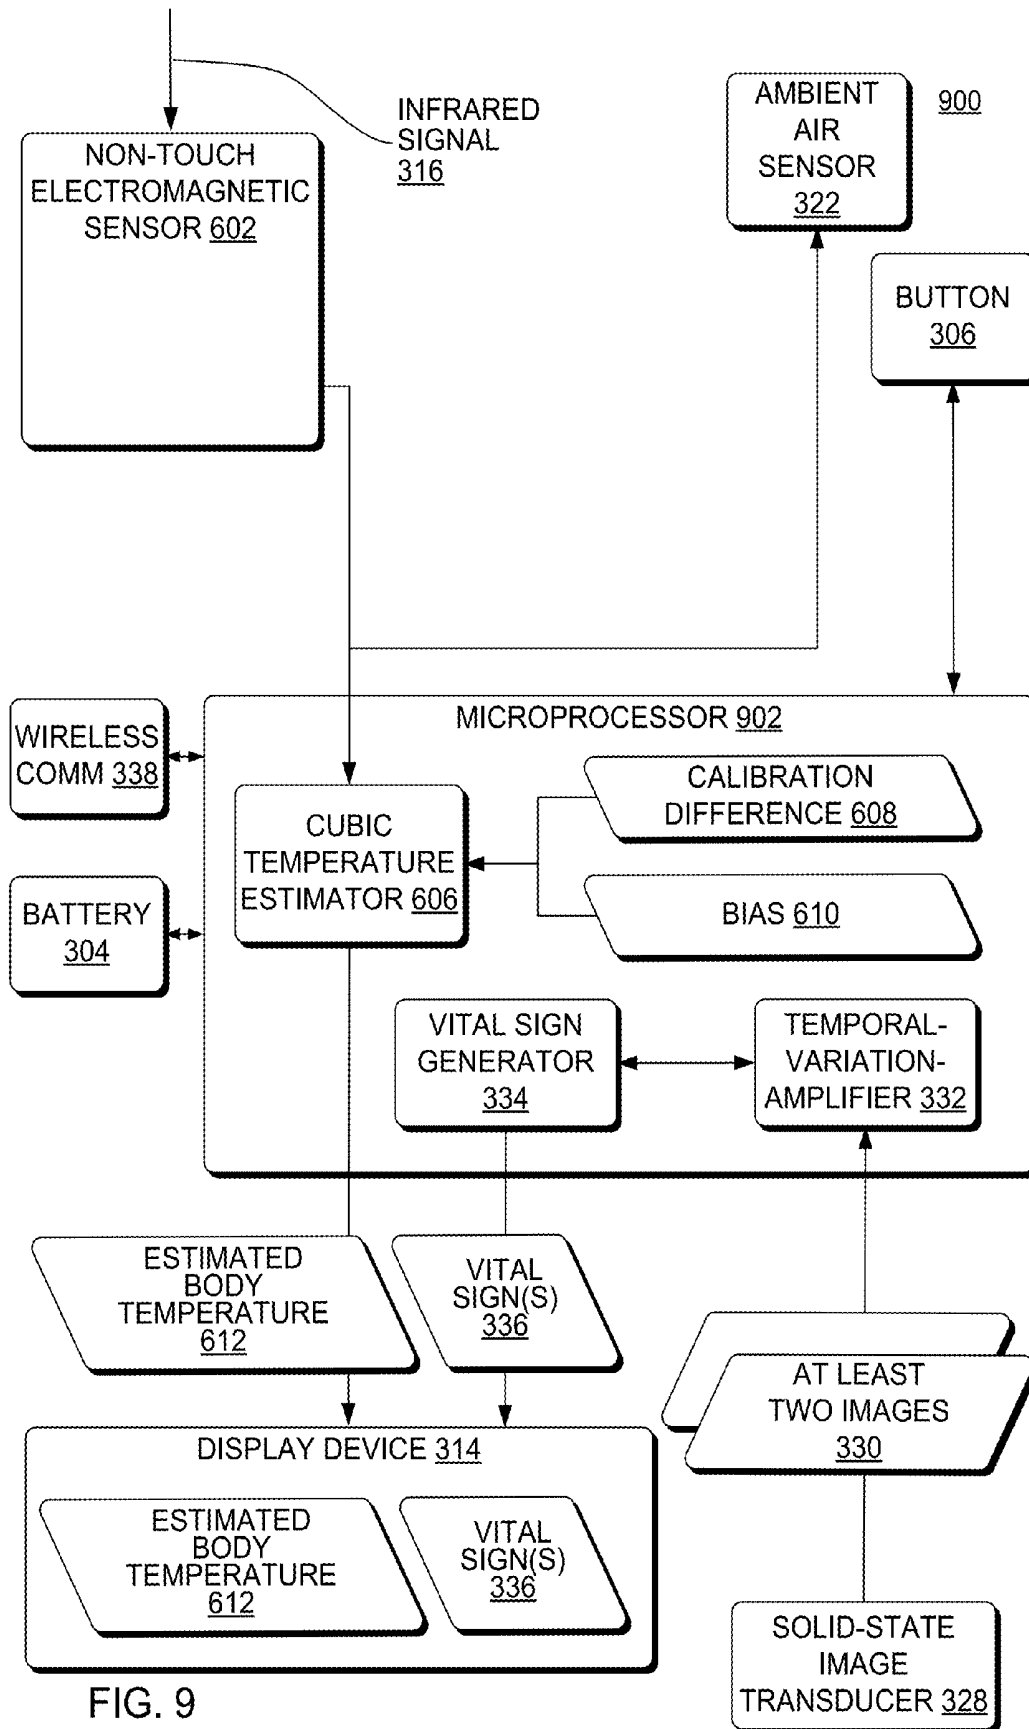 INFRARED
SIGNAL
316
NON-TOUCH
ELECTROMAGNETIC
SENSOR 602
AMBIENT
AIR
SENSOR
322
900
BUTTON
306
MICROPROCESSOR 902
WIRELESS
COMM 338
BATTERY
304
CUBIC
TEMPERATURE
ESTIMATOR 606
CALIBRATION
DIFFERENCE 608
BIAS 610
VITAL SIGN
GENERATOR
334
TEMPORAL-
VARIATION-
AMPLIFIER 332
ESTIMATED
BODY
TEMPERATURE
612
VITAL
SIGN(S)
336
AT LEAST
TWO IMAGES
330
DISPLAY DEVICE 314
ESTIMATED
BODY
TEMPERATURE
612
VITAL
SIGN(S)
336
SOLID-STATE
IMAGE
TRANSDUCER 328
FIG. 9